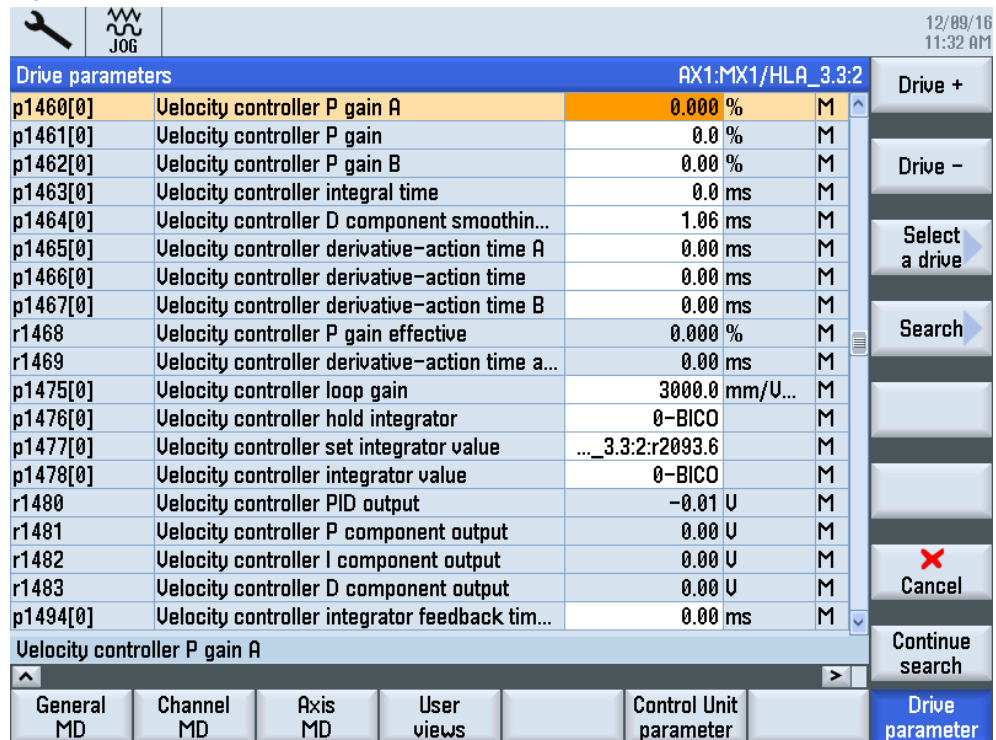 JOG
12/09/16
11:32 AM
Drive parameters AX1:MX1/HLA_3.3:2
p1460[0] Velocity controller P gain A 0.000 % M
p1461[0] Velocity controller P gain 0.0 % M
p1462[0] Velocity controller P gain B 0.00 % M
p1463[0] Velocity controller integral time 0.0 ms M
p1464[0] Velocity controller D component smoothin... 1.06 ms M
p1465[0] Velocity controller derivative-action time A 0.00 ms M
p1466[0] Velocity controller derivative-action time 0.00 ms M
p1467[0] Velocity controller derivative-action time B 0.00 ms M
r1468 Velocity controller P gain effective 0.000 % M
r1469 Velocity controller derivative-action time a... 0.00 ms M
p1475[0] Velocity controller loop gain 3000.0 mm/V... M
p1476[0] Velocity controller hold integrator 0-BICO M
p1477[0] Velocity controller set integrator value ..._3.3:2:r2093.6 M
p1478[0] Velocity controller integrator value 0-BICO M
r1480 Velocity controller PID output -0.01 V M
r1481 Velocity controller P component output 0.00 V M
r1482 Velocity controller I component output 0.00 V M
r1483 Velocity controller D component output 0.00 V M
p1494[0] Velocity controller integrator feedback tim... 0.00 ms M
Velocity controller P gain A
Drive +
Drive -
Select
a drive
Search
Cancel
Continue
search
General
MD
Channel
MD
Axis
MD
User
views
Control Unit
parameter
Drive
parameter